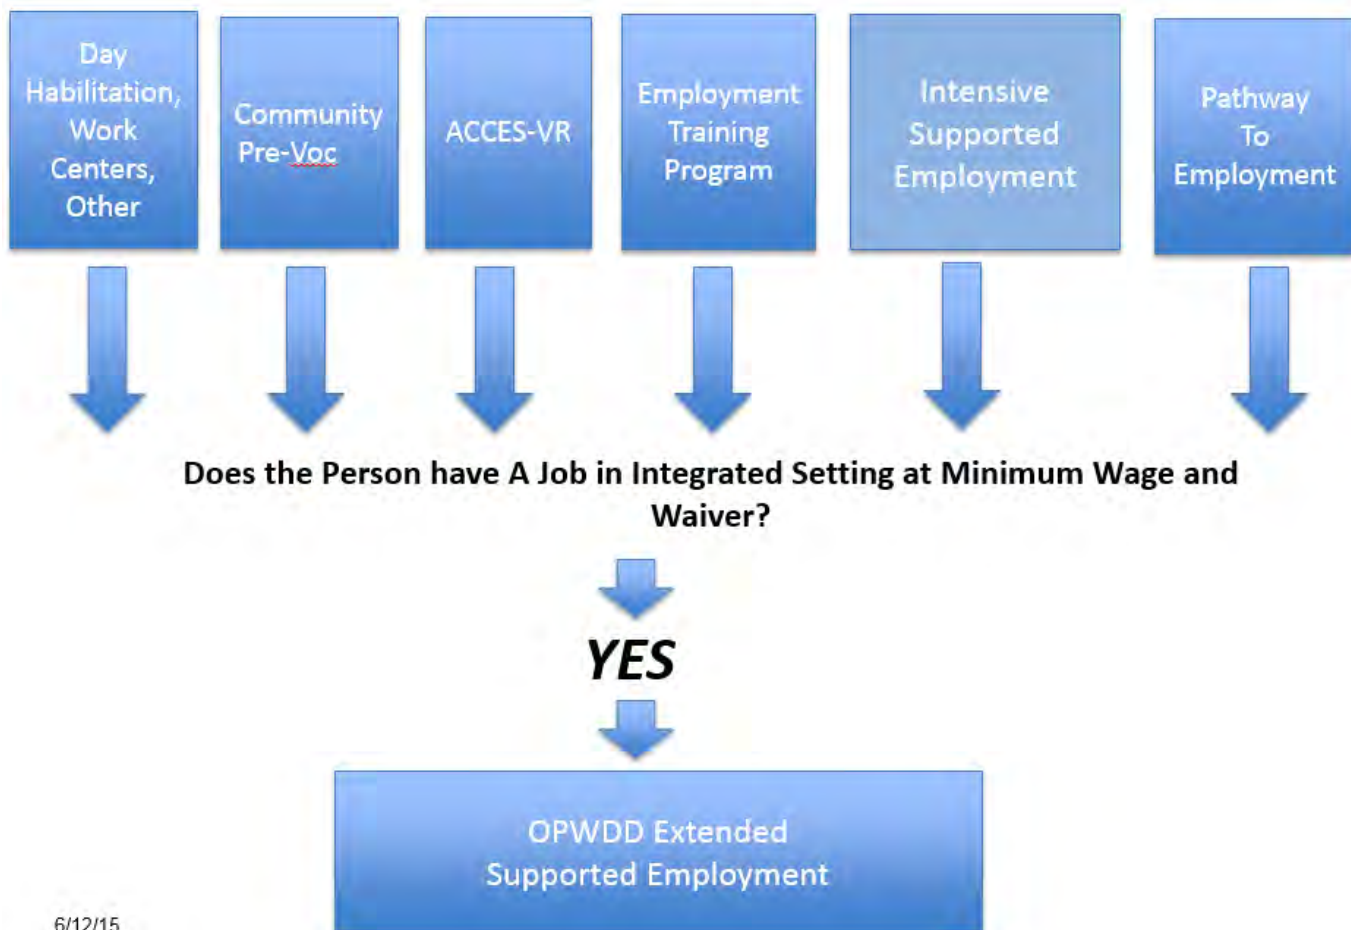 Day
Habilitation,
Work
Centers,
Other
Community
Pre-Voc
ACCES-VR
Employment
Training
Program
Intensive
Supported
Employment
Pathway
To
Employment
Does the Person have A Job in Integrated Setting at Minimum Wage and
Waiver?
YES
OPWDD Extended
Supported Employment
6/12/15